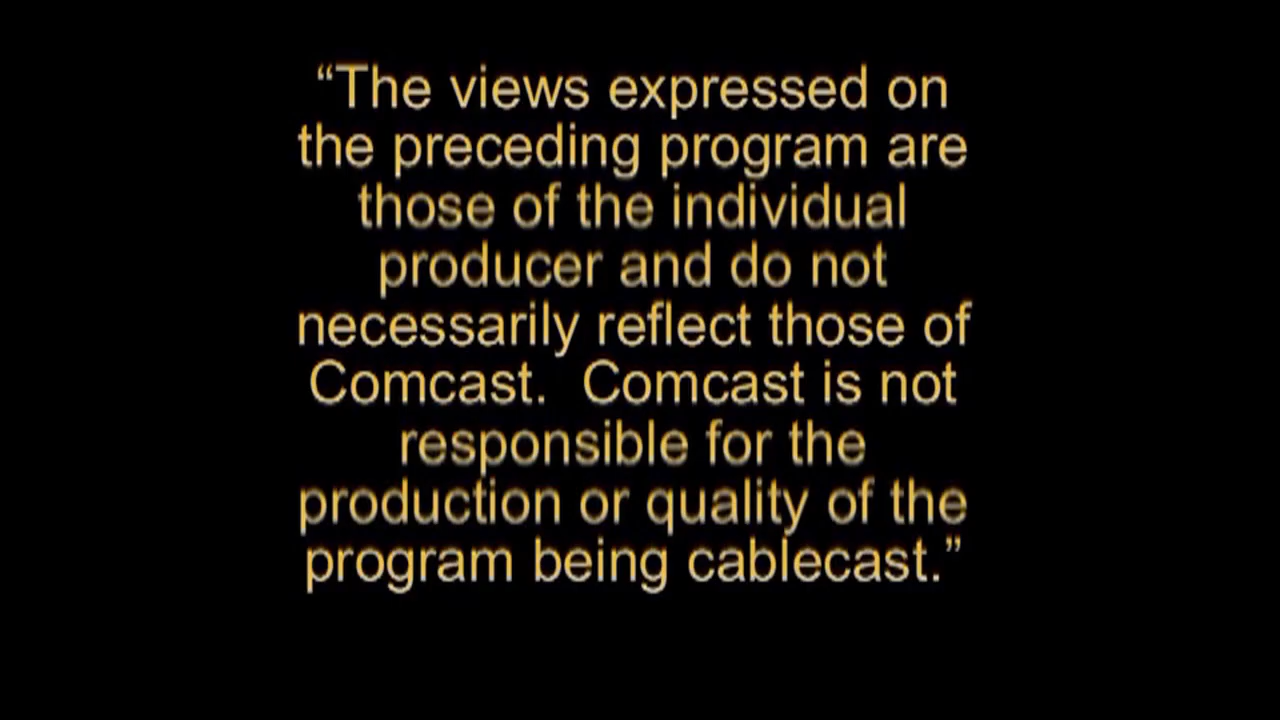 “The views expressed on
the preceding program are
those of the individual
producer and do not
necessarily reflect those of
Comcast.  Comcast is not
responsible for the
production or quality of the
program being cablecast.”